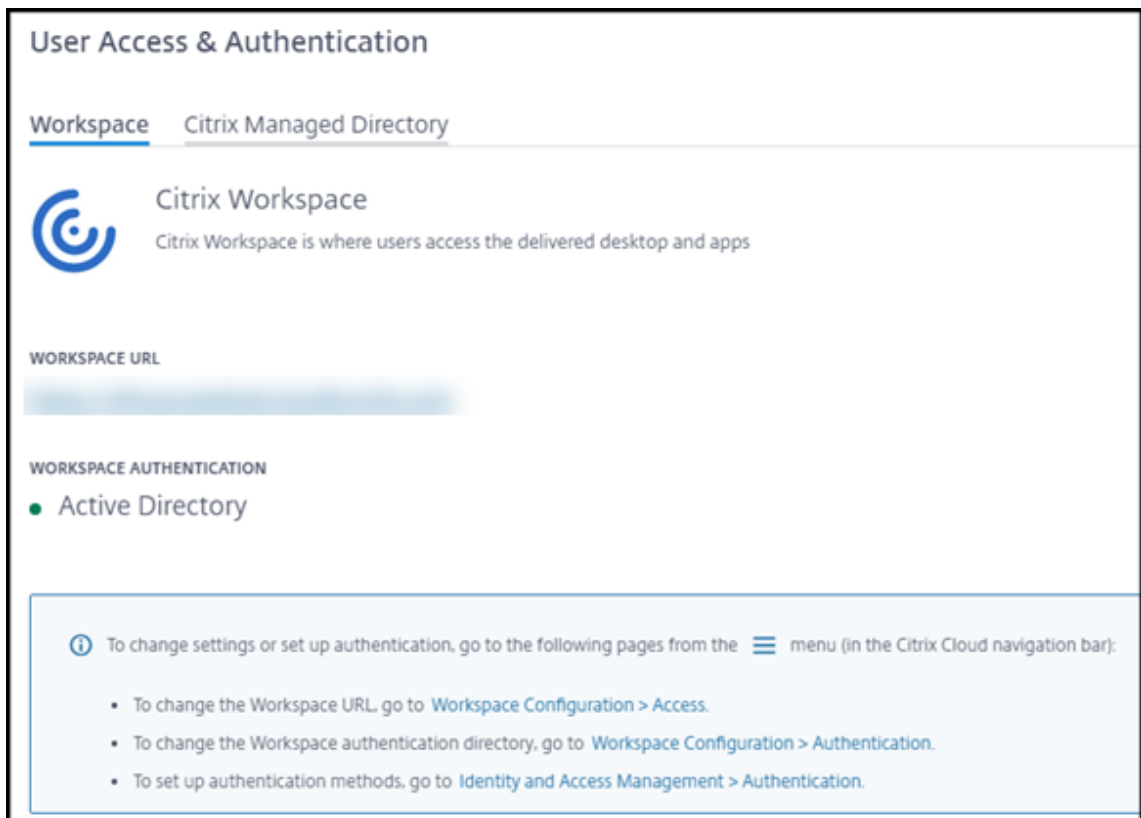 User Access & Authentication
Workspace Citrix Managed Directory
Citrix Workspace
Citrix Workspace is where users access the delivered desktop and apps
WORKSPACE URL
WORKSPACE AUTHENTICATION
• Active Directory
To change settings or set up authentication, go to the following pages from the ☰ menu (in the Citrix Cloud navigation bar):
• To change the Workspace URL, go to Workspace Configuration > Access.
• To change the Workspace authentication directory, go to Workspace Configuration > Authentication.
• To set up authentication methods, go to Identity and Access Management > Authentication.